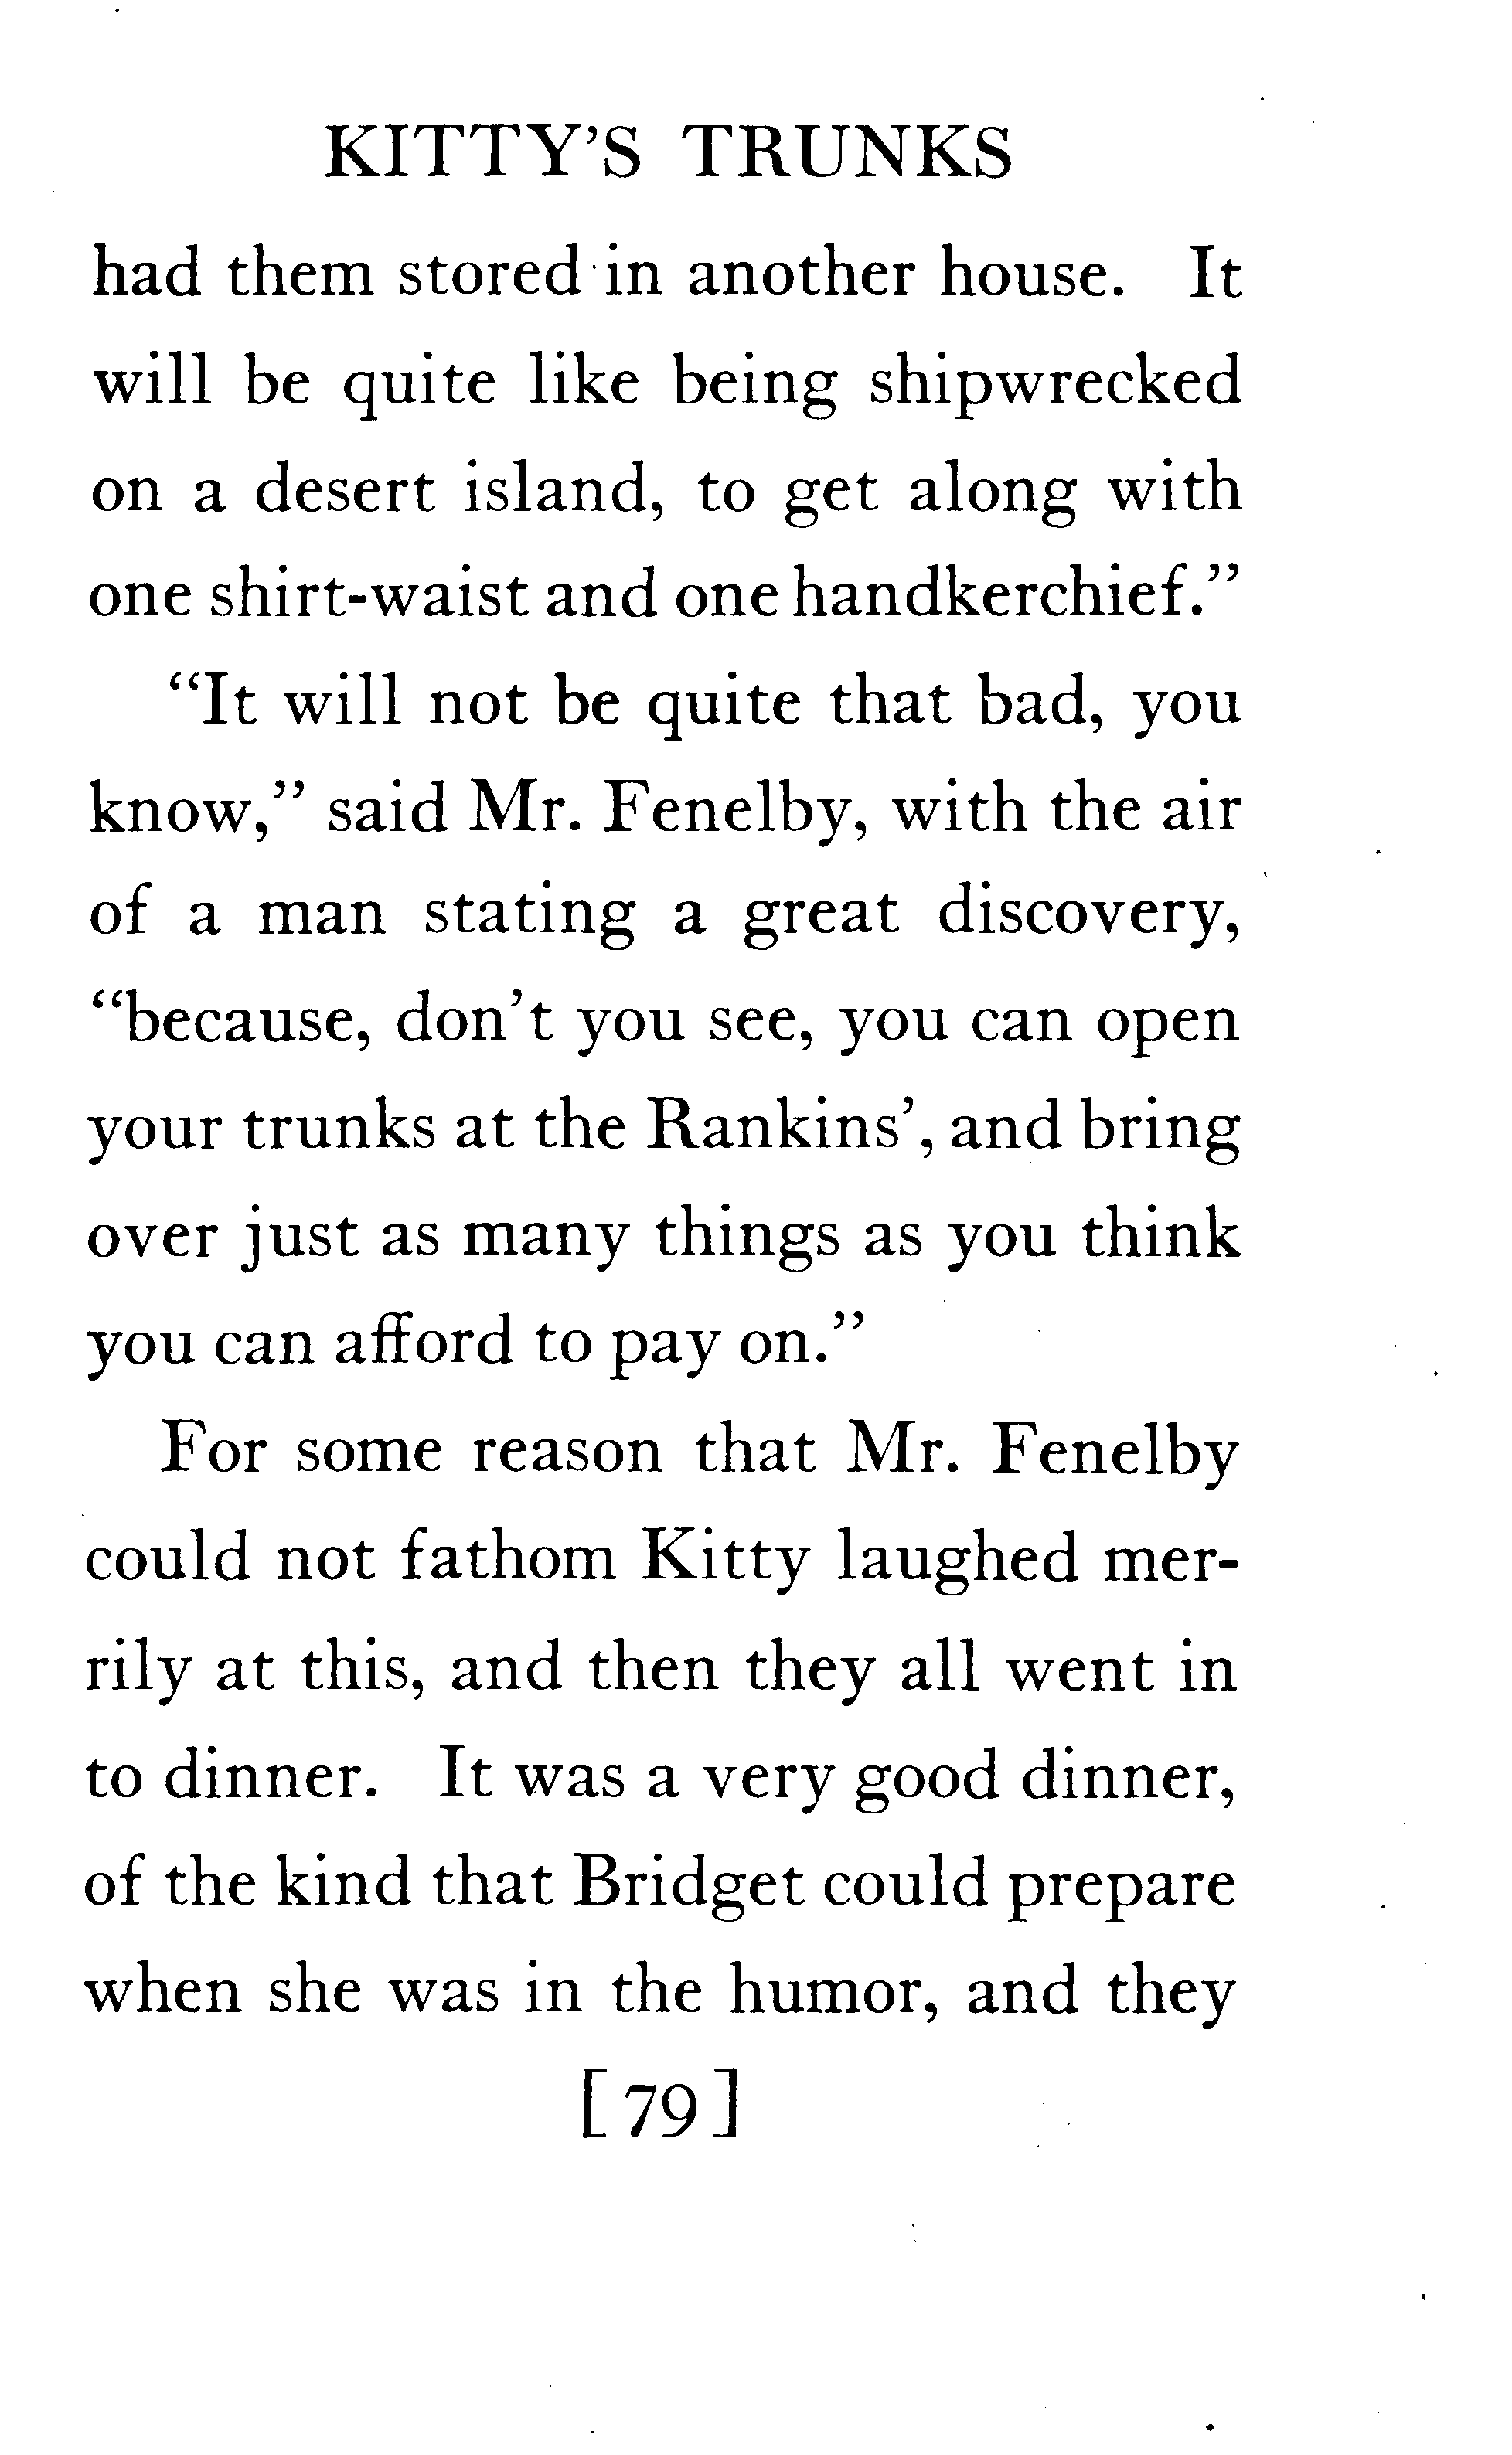 KITTY'S TRUNKS
had them stored in another house. It
will be quite like being shipwrecked
on a desert island, to get along with
one shirt-waist and one handkerchief.”
“It will not be quite that bad, you
know,” said Mr. Fenelby, with the air
of a man stating a great discovery,
“because, don’t you see, you can open
your trunks at the Rankins’, and bring
over just as many things as you think
you can afford to pay on.”
For some reason that Mr. Fenelby
could not fathom Kitty laughed mer-
rily at this, and then they all went in
to dinner. It was a very good dinner,
of the kind that Bridget could prepare
when she was in the humor, and they
[79]